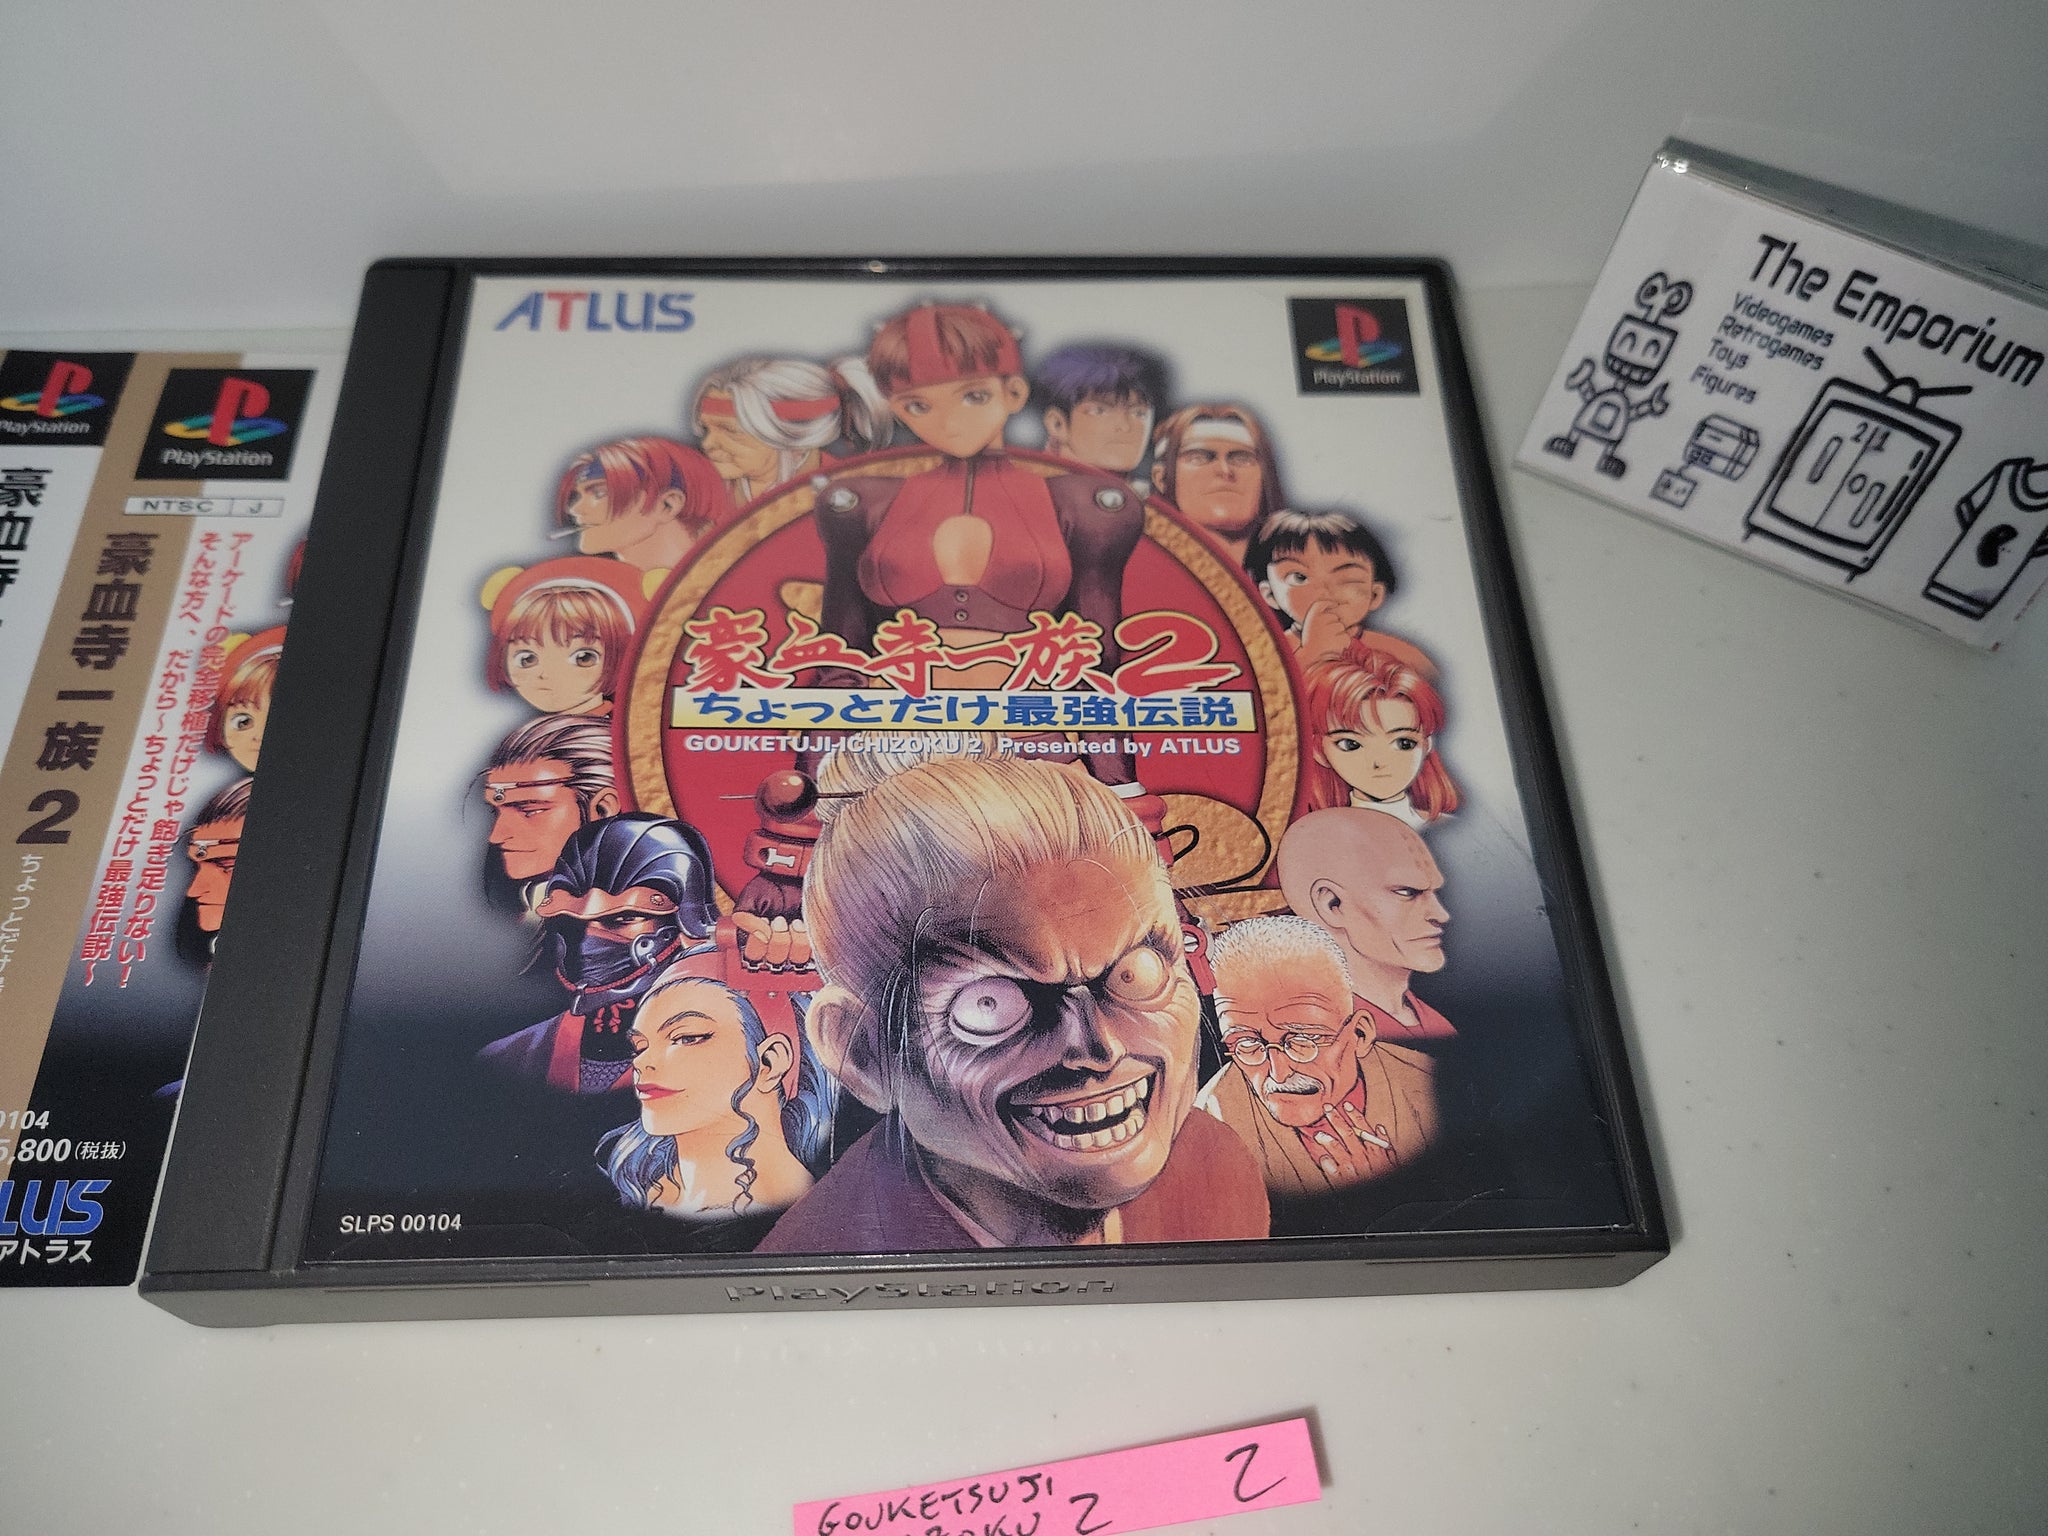 ATLUS
PlayStation
豪血寺一族2
ちょっとだけ最強伝説
GOUKETUJI-ICHIZOKU 2 Presented by ATLUS
SLPS 00104
PlayStation
PlayStation
豪血寺
0104
5,800(税抜)
LUS
アトラス
PlayStation
NTSC J
豪血寺一族2
ちょっとだけ最
アーケードの完全移植だけじゃ飽き足りない!
そんな方へ、だから〜ちょっとだけ最強伝説〜
The Emporium
Videogames
Retrogames
Toys
Figures
21
GOUKETSUJI
ZOKU 2
2